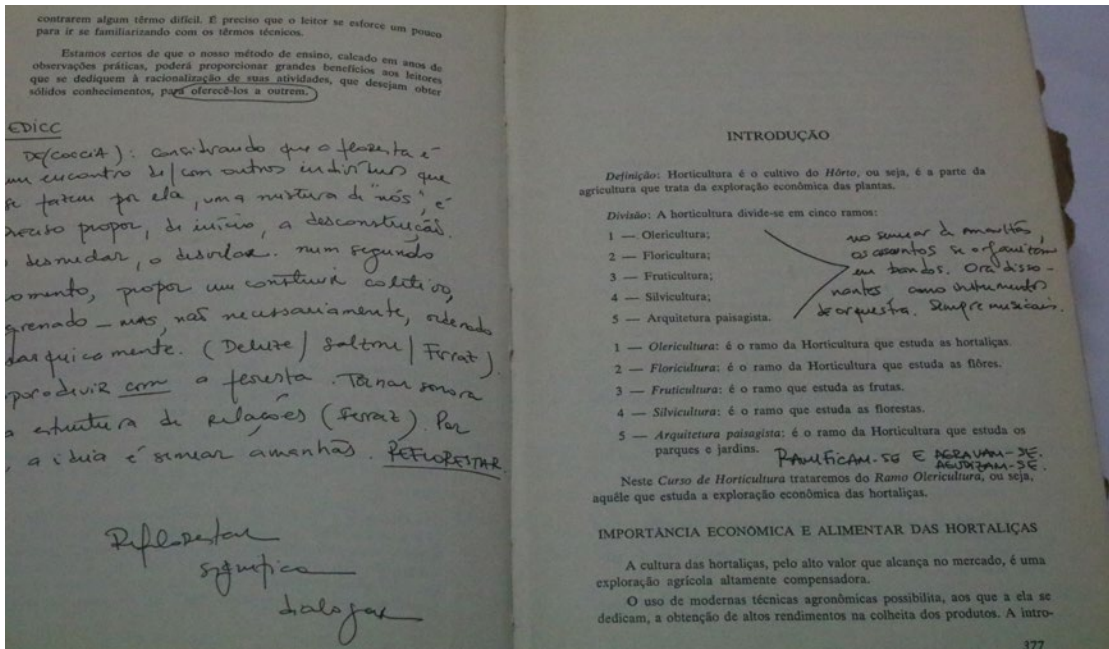 contrarem algum têrmo difícil. É preciso que o leitor se esforce um pouco
para ir se familiarizando com os têrmos técnicos.
Estamos certos de que o nosso método de ensino, calcado em anos de
observações práticas, poderá proporcionar grandes benefícios aos leitores
que se dediquem à racionalização de suas atividades, que desejam obter
sólidos conhecimentos, para oferecê-los a outrem.
EDICC
DE(COCCIA): considerando que a floresta é
um encontro de/com outros indivíduos que
se fazem por ela, uma mistura de "nós", é
preciso propor, de início, a desconstrução.
desnudar, o desvelar. num segundo
momento, propor um construir coletivo,
mas, não necessariamente, ordenado
(Deleuze/ /Ferraz).
com a floresta. Tornar sonora
a estrutura de relações (Ferraz). Por
, a ideia é semear amanhãs. REFLORESTAR.
Reflorestar
significa
dialogar
INTRODUÇÃO
Definição: Horticultura é o cultivo do Hôrto, ou seja, é a parte da
agricultura que trata da exploração econômica das plantas.
Divisão: A horticultura divide-se em cinco ramos:
1 — Olericultura;
2 — Floricultura;
3 — Fruticultura;
4 — Silvicultura;
5 — Arquitetura paisagista.
no semear de amanhãs,
os assuntos se organizam
em bandos. Ora disso-
nantes como instrumentos
de orquestra. Sempre musicais.
1 — Olericultura: é o ramo da Horticultura que estuda as hortaliças.
2 — Floricultura: é o ramo da Horticultura que estuda as flôres.
3 — Fruticultura: é o ramo que estuda as frutas.
4 — Silvicultura: é o ramo que estuda as florestas.
5 — Arquitetura paisagista: é o ramo da Horticultura que estuda os
parques e jardins.
RAMIFICAM-SE E AGRAVAM-SE.
AGUDIZAM-SE.
Neste Curso de Horticultura trataremos do Ramo Olericultura, ou seja,
aquêle que estuda a exploração econômica das hortaliças.
IMPORTÂNCIA ECONÔMICA E ALIMENTAR DAS HORTALIÇAS
A cultura das hortaliças, pelo alto valor que alcança no mercado, é uma
exploração agrícola altamente compensadora.
O uso de modernas técnicas agronômicas possibilita, aos que a ela se
dedicam, a obtenção de altos rendimentos na colheita dos produtos. A intro-
377